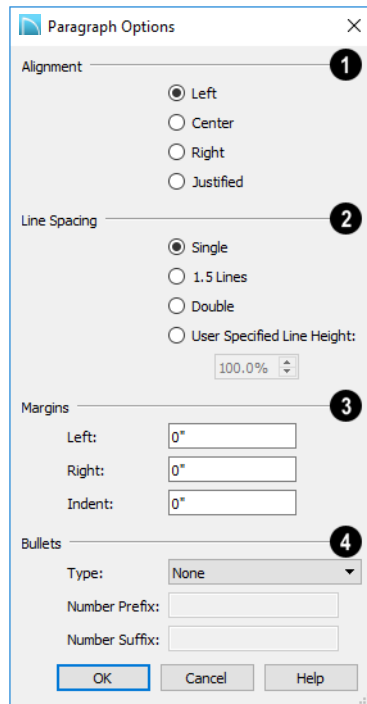 Paragraph Options
Alignment 1
Left
Center
Right
Justified
Line Spacing 2
Single
1.5 Lines
Double
User Specified Line Height:
100.0%
Margins 3
Left: 0"
Right: 0"
Indent: 0"
Bullets 4
Type: None
Number Prefix:
Number Suffix:
OK Cancel Help